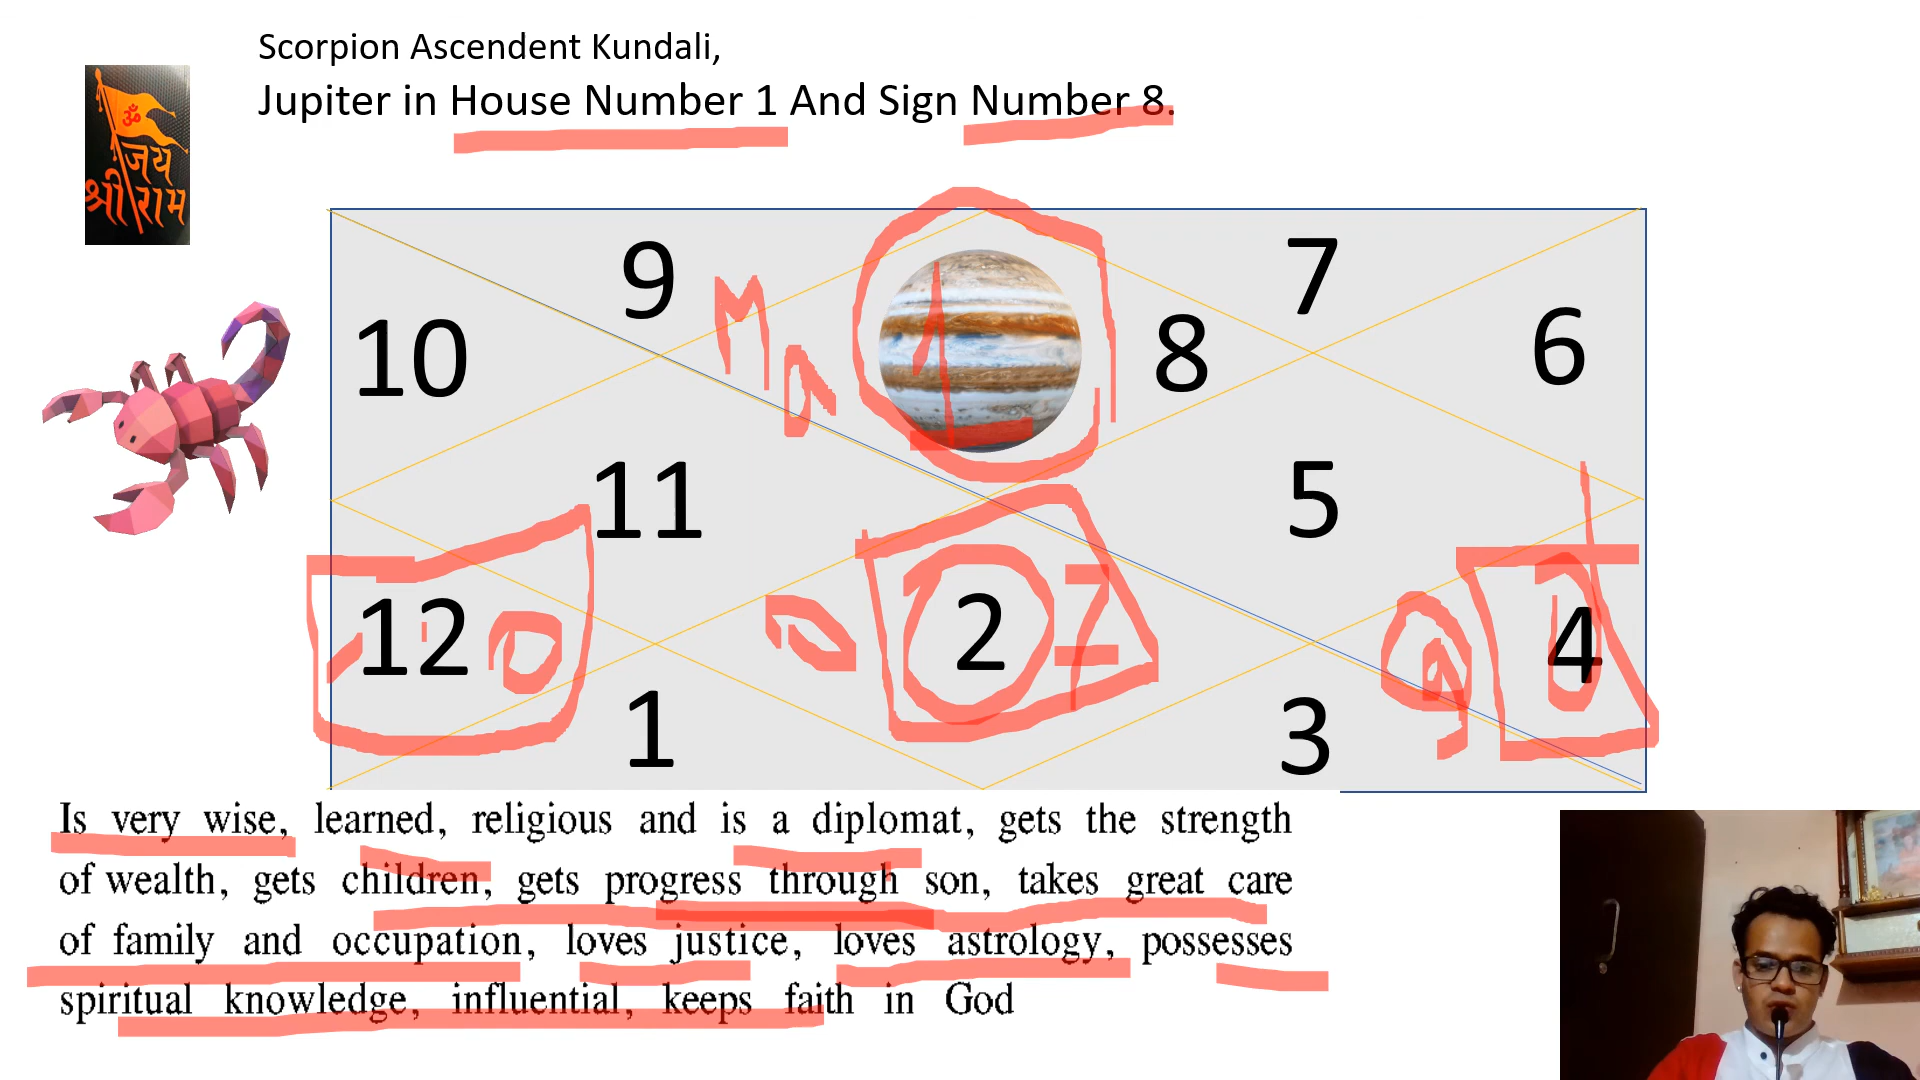 Scorpion Ascendent Kundali,
Jupiter in House Number 1 And Sign Number 8.
ॐ
जय
श्री राम
9
7
10
8
6
11
5
12
2
4
1
3
Is very wise, learned, religious and is a diplomat, gets the strength
of wealth, gets children, gets progress through son, takes great care
of family and occupation, loves justice, loves astrology, possesses
spiritual knowledge, influential, keeps faith in God